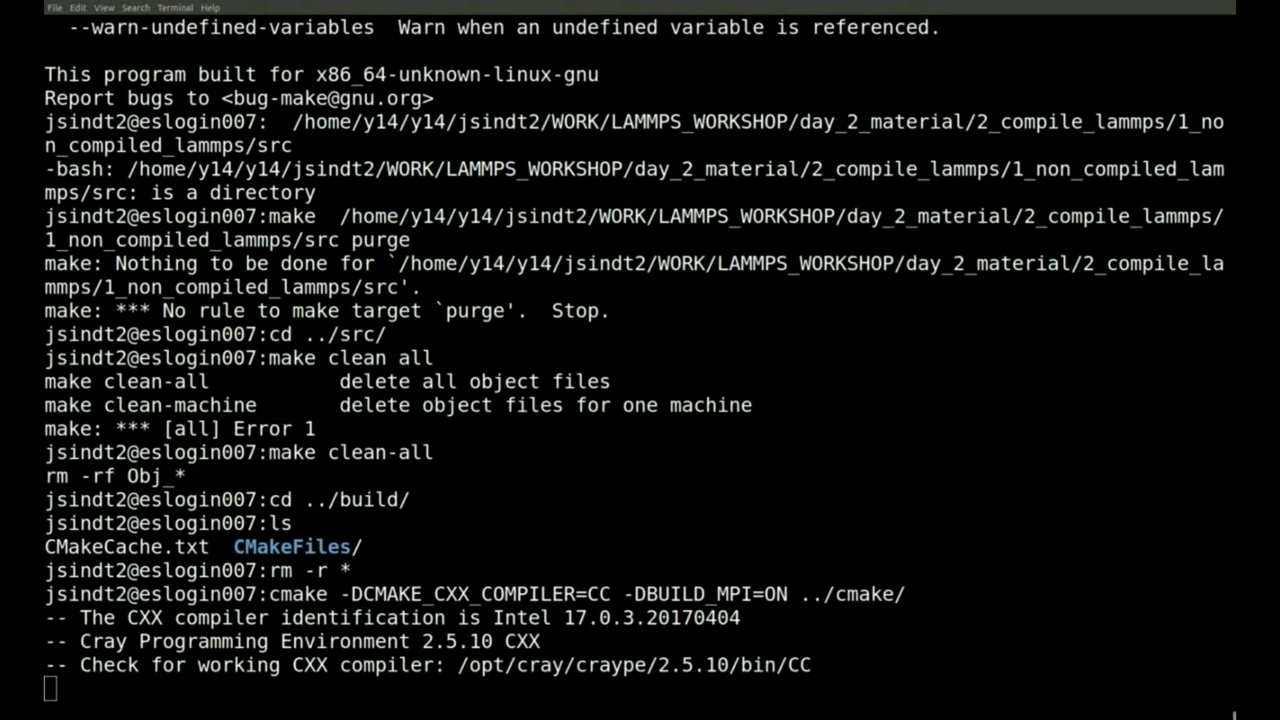 File Edit View Search Terminal Help
--warn-undefined-variables  Warn when an undefined variable is referenced.
This program built for x86_64-unknown-linux-gnu
Report bugs to <bug-make@gnu.org>
jsindt2@eslogin007:  /home/y14/y14/jsindt2/WORK/LAMMPS_WORKSHOP/day_2_material/2_compile_lammps/1_no
n_compiled_lammps/src
-bash: /home/y14/y14/jsindt2/WORK/LAMMPS_WORKSHOP/day_2_material/2_compile_lammps/1_non_compiled_lam
mps/src: is a directory
jsindt2@eslogin007:make  /home/y14/y14/jsindt2/WORK/LAMMPS_WORKSHOP/day_2_material/2_compile_lammps/
1_non_compiled_lammps/src purge
make: Nothing to be done for `/home/y14/y14/jsindt2/WORK/LAMMPS_WORKSHOP/day_2_material/2_compile_la
mmps/1_non_compiled_lammps/src'.
make: *** No rule to make target `purge'.  Stop.
jsindt2@eslogin007:cd ../src/
jsindt2@eslogin007:make clean all
make clean-all           delete all object files
make clean-machine       delete object files for one machine
make: *** [all] Error 1
jsindt2@eslogin007:make clean-all
rm -rf Obj_*
jsindt2@eslogin007:cd ../build/
jsindt2@eslogin007:ls
CMakeCache.txt  CMakeFiles/
jsindt2@eslogin007:rm -r *
jsindt2@eslogin007:cmake -DCMAKE_CXX_COMPILER=CC -DBUILD_MPI=ON ../cmake/
-- The CXX compiler identification is Intel 17.0.3.20170404
-- Cray Programming Environment 2.5.10 CXX
-- Check for working CXX compiler: /opt/cray/craype/2.5.10/bin/CC